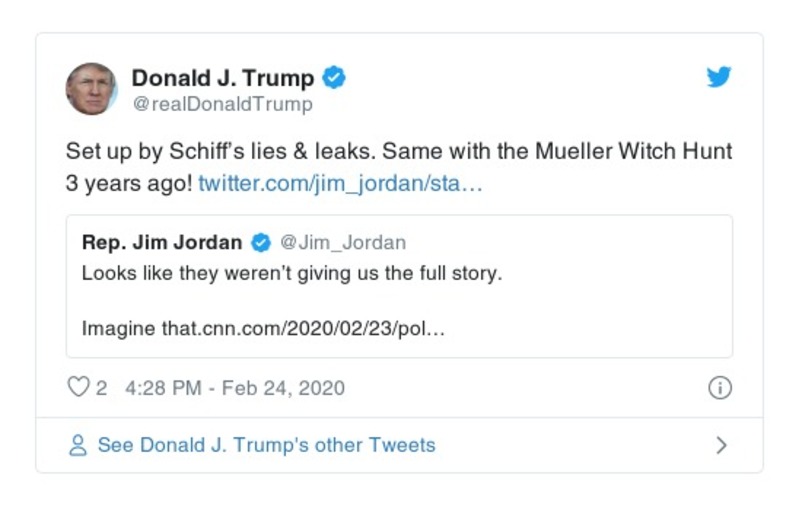 Donald J. Trump
@realDonaldTrump
Set up by Schiff’s lies & leaks. Same with the Mueller Witch Hunt
3 years ago! twitter.com/jim_jordan/sta…
Rep. Jim Jordan @Jim_Jordan
Looks like they weren’t giving us the full story.
Imagine that.cnn.com/2020/02/23/pol…
2 4:28 PM - Feb 24, 2020
See Donald J. Trump's other Tweets